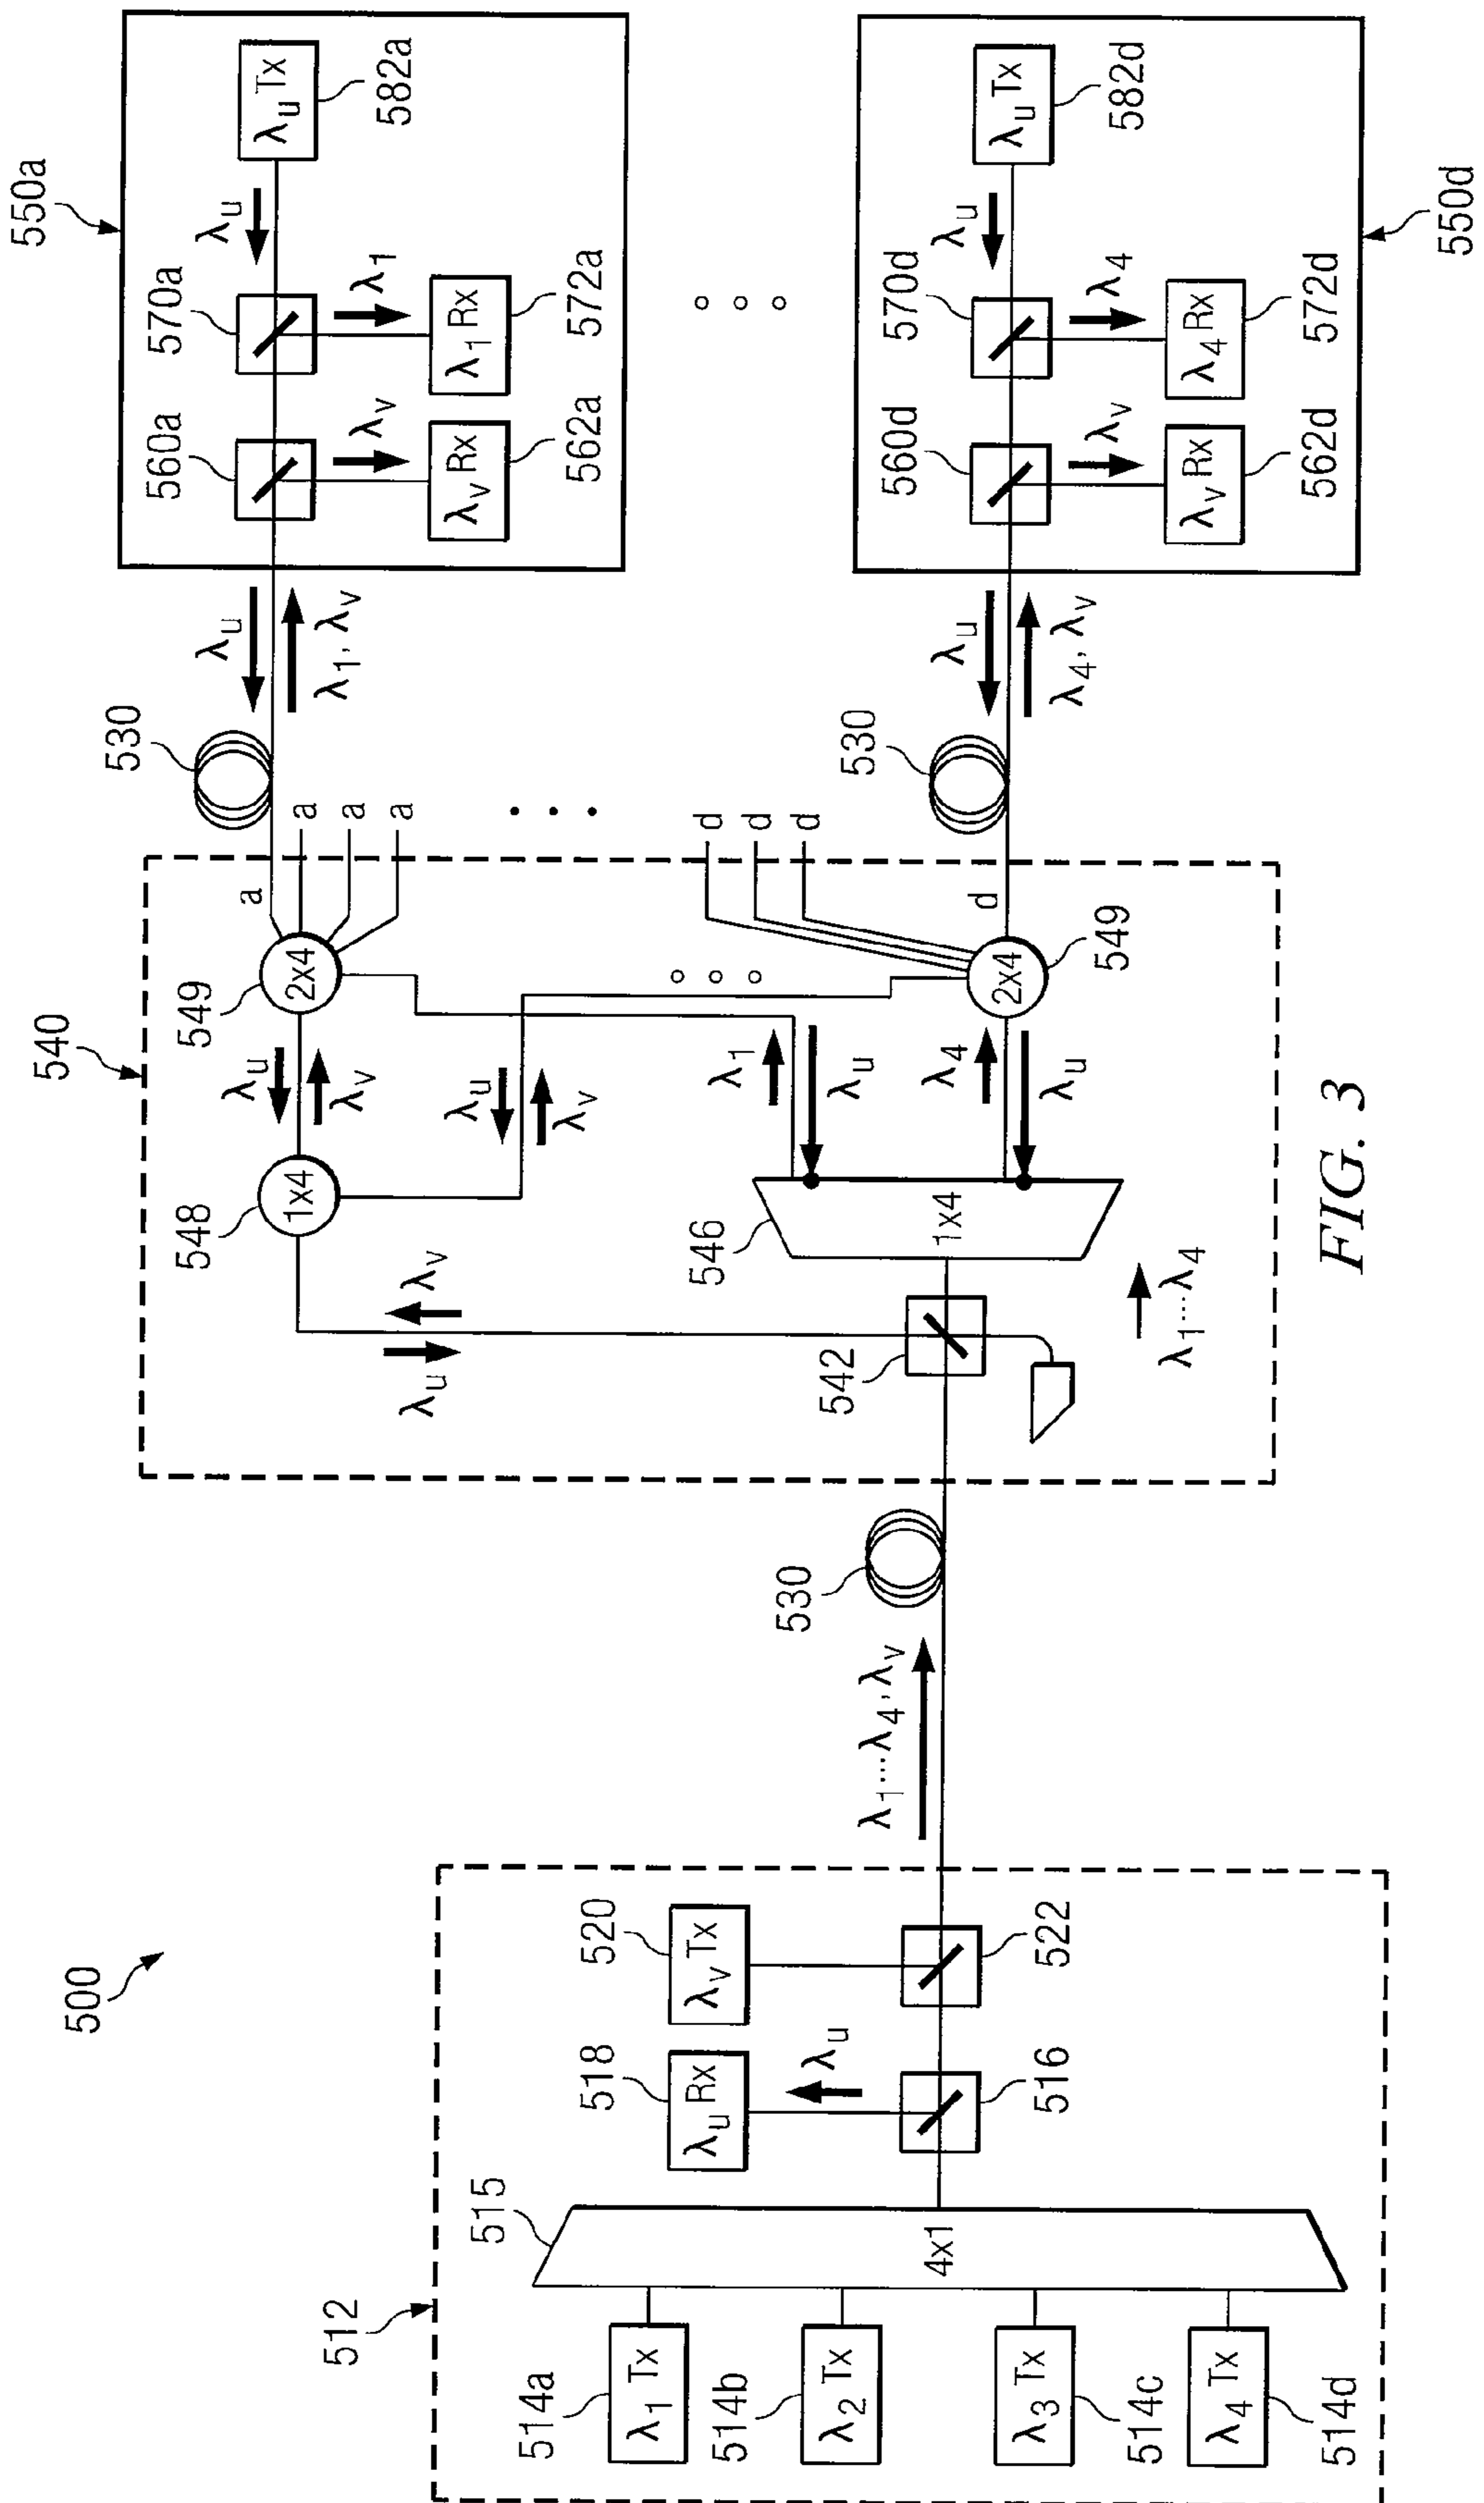 500
512
514a
λ1 Tx
514b
λ2 Tx
514c
λ3 Tx
514d
λ4 Tx
515
4x1
518
λu Rx
λu
516
520
λv Tx
522
λ1...λ4, λv
530
540
542
λu
λv
λ1...λ4
546
1x4
548
1x4
λu
λv
λu
λv
λ1
λu
λ4
λu
549
2x4
a
a
a
a
549
2x4
d
d
d
d
530
λu
λ1, λv
530
λu
λ4, λv
550a
560a
λv
λv Rx
562a
570a
λ1
λ1 Rx
572a
λu
λu Tx
582a
550d
560d
λv
λv Rx
562d
570d
λ4
λ4 Rx
572d
λu
λu Tx
582d
FIG. 3